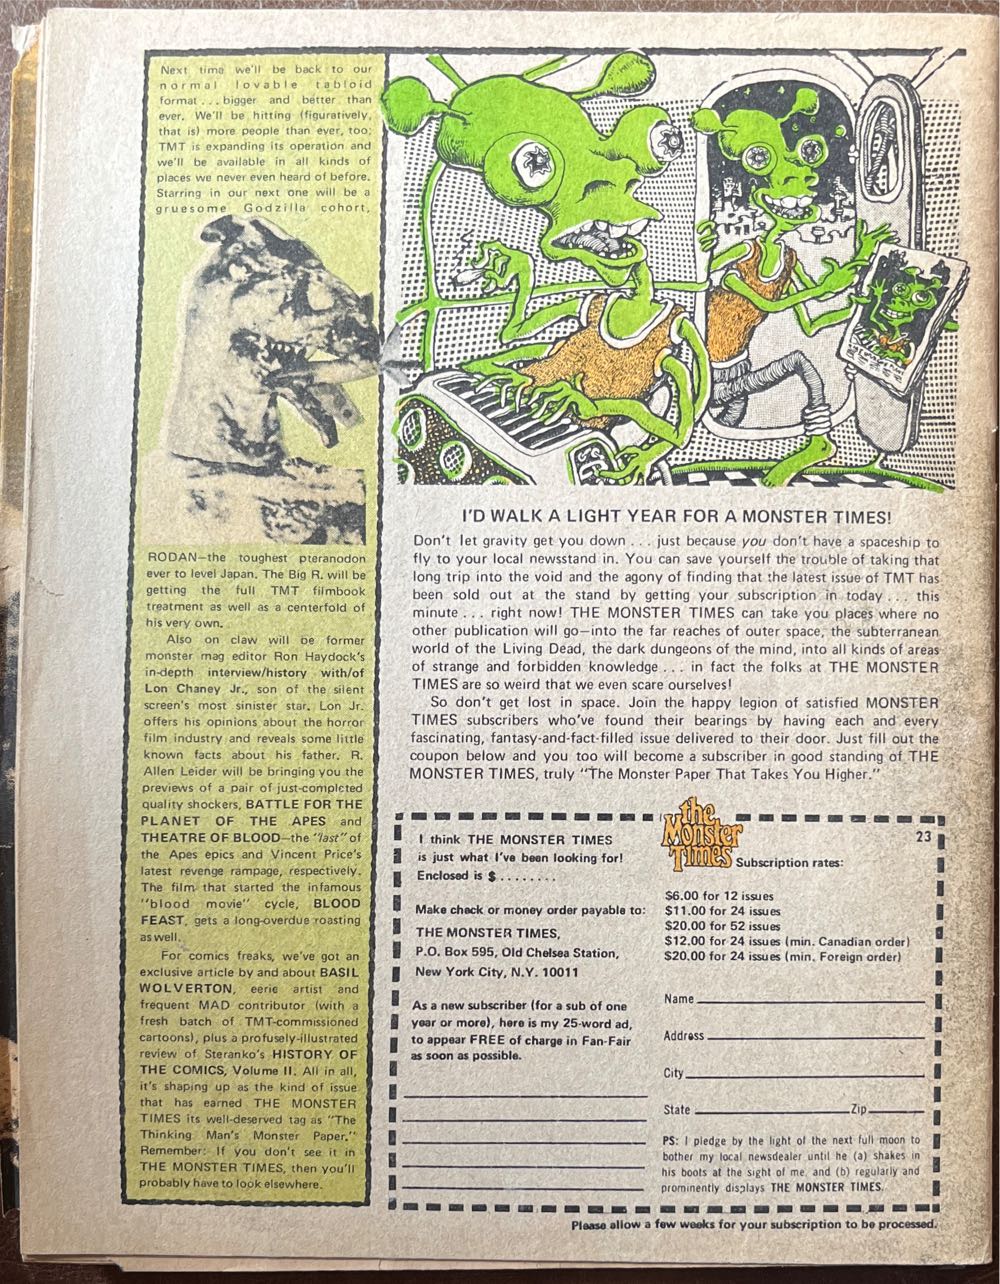 Next time we'll be back to our
normal lovable tabloid
format . . . bigger and better than
ever. We'll be hitting (figuratively,
that is) more people than ever, too;
TMT is expanding its operation and
we'll be available in all kinds of
places we never even heard of before.
Starring in our next one will be a
gruesome Godzilla cohort,
RODAN—the toughest pteranodon
ever to level Japan. The Big R. will be
getting the full TMT filmbook
treatment as well as a centerfold of
his very own.
Also on claw will be former
monster mag editor Ron Haydock's
in-depth interview/history with/of
Lon Chaney Jr., son of the silent
screen's most sinister star. Lon Jr.
offers his opinions about the horror
film industry and reveals some little
known facts about his father. R.
Allen Leider will be bringing you the
previews of a pair of just-completed
quality shockers, BATTLE FOR THE
PLANET OF THE APES and
THEATRE OF BLOOD—the "last" of
the Apes epics and Vincent Price's
latest revenge rampage, respectively.
The film that started the infamous
"blood movie" cycle, BLOOD
FEAST, gets a long-overdue roasting
as well.
For comics freaks, we've got an
exclusive article by and about BASIL
WOLVERTON, eerie artist and
frequent MAD contributor (with a
fresh batch of TMT-commissioned
cartoons), plus a profusely-illustrated
review of Steranko's HISTORY OF
THE COMICS, Volume II. All in all,
it's shaping up as the kind of issue
that has earned THE MONSTER
TIMES its well-deserved tag as "The
Thinking Man's Monster Paper."
Remember: If you don't see it in
THE MONSTER TIMES, then you'll
probably have to look elsewhere.
I'D WALK A LIGHT YEAR FOR A MONSTER TIMES!
Don't let gravity get you down . . . just because you don't have a spaceship to
fly to your local newsstand in. You can save yourself the trouble of taking that
long trip into the void and the agony of finding that the latest issue of TMT has
been sold out at the stand by getting your subscription in today . . . this
minute . . . right now! THE MONSTER TIMES can take you places where no
other publication will go—into the far reaches of outer space, the subterranean
world of the Living Dead, the dark dungeons of the mind, into all kinds of areas
of strange and forbidden knowledge . . . in fact the folks at THE MONSTER
TIMES are so weird that we even scare ourselves!
So don't get lost in space. Join the happy legion of satisfied MONSTER
TIMES subscribers who've found their bearings by having each and every
fascinating, fantasy-and-fact-filled issue delivered to their door. Just fill out the
coupon below and you too will become a subscriber in good standing of THE
MONSTER TIMES, truly "The Monster Paper That Takes You Higher."
I think THE MONSTER TIMES
is just what I've been looking for!
Enclosed is $ . . . . . . . .
Make check or money order payable to:
THE MONSTER TIMES,
P.O. Box 595, Old Chelsea Station,
New York City, N.Y. 10011
As a new subscriber (for a sub of one
year or more), here is my 25-word ad,
to appear FREE of charge in Fan-Fair
as soon as possible.
the
Monster
Times
23
Subscription rates:
$6.00 for 12 issues
$11.00 for 24 issues
$20.00 for 52 issues
$12.00 for 24 issues (min. Canadian order)
$20.00 for 24 issues (min. Foreign order)
Name
Address
City
State Zip
PS: I pledge by the light of the next full moon to
bother my local newsdealer until he (a) shakes in
his boots at the sight of me, and (b) regularly and
prominently displays THE MONSTER TIMES.
Please allow a few weeks for your subscription to be processed.